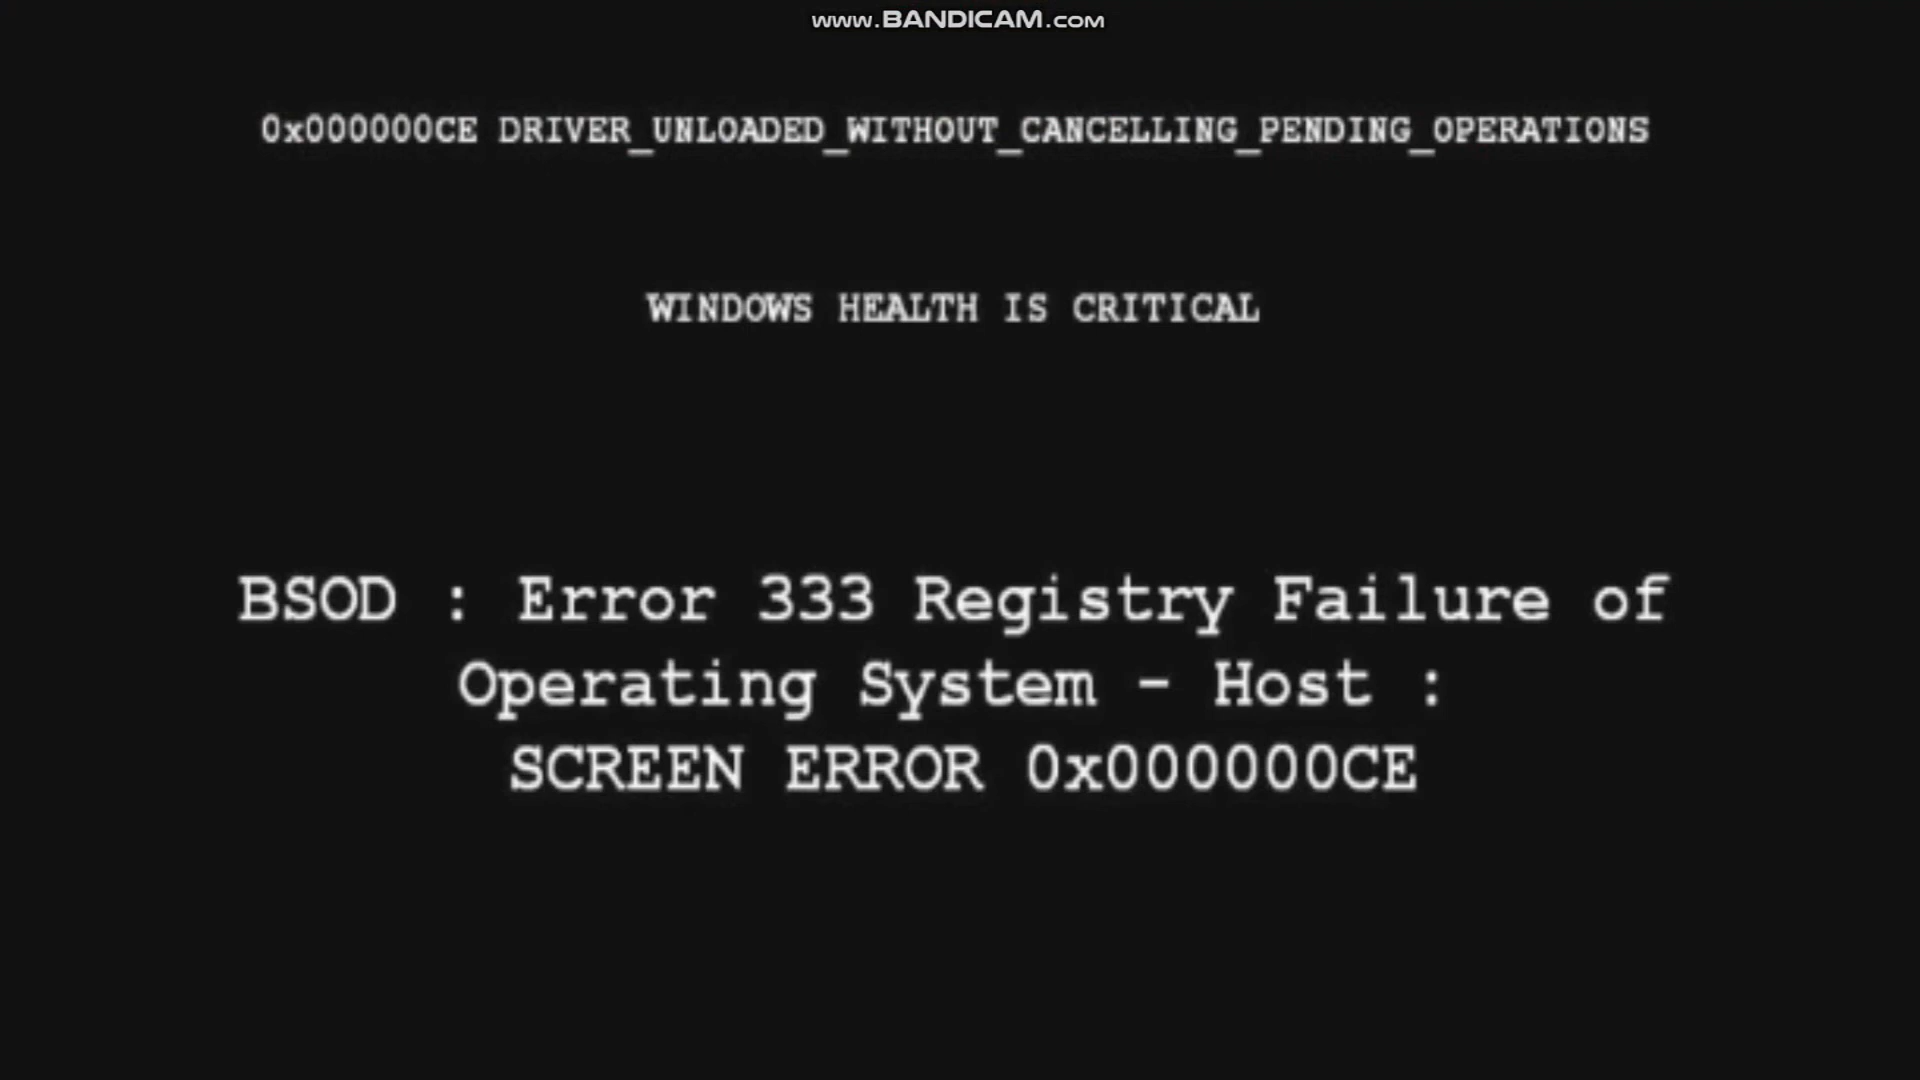 www.BANDICAM.com
0x000000CE DRIVER_UNLOADED_WITHOUT_CANCELLING_PENDING_OPERATIONS
WINDOWS HEALTH IS CRITICAL
BSOD : Error 333 Registry Failure of
Operating System - Host :
SCREEN ERROR 0x000000CE